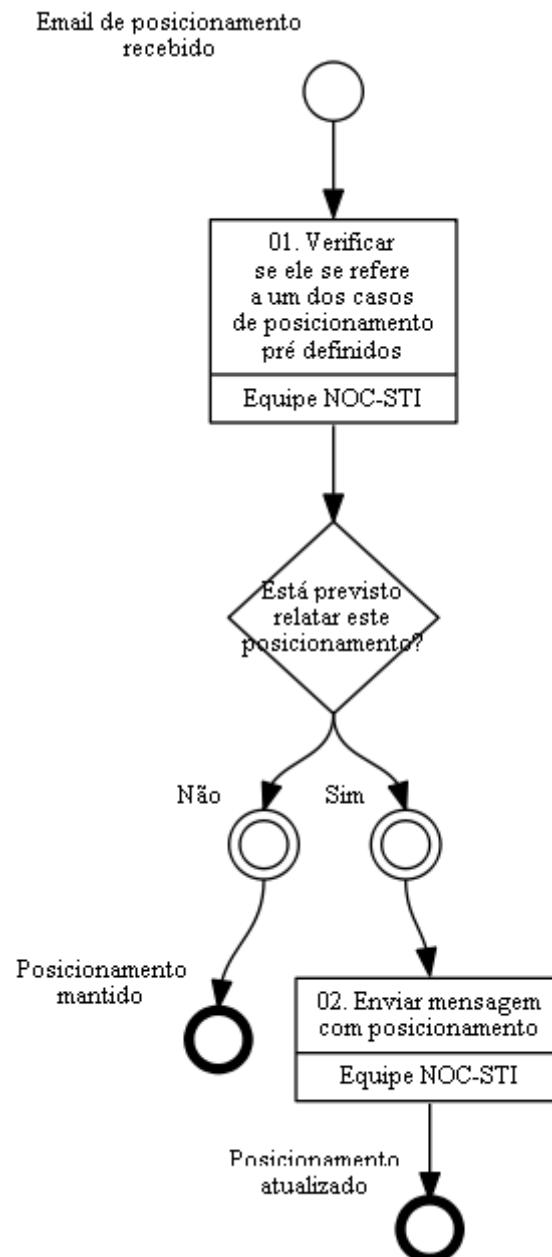 Email de posicionamento
recebido
01. Verificar
se ele se refere
a um dos casos
de posicionamento
pré definidos
Equipe NOC-STI
Está previsto
relatar este
posicionamento?
Não
Sim
Posicionamento
mantido
02. Enviar mensagem
com posicionamento
Equipe NOC-STI
Posicionamento
atualizado